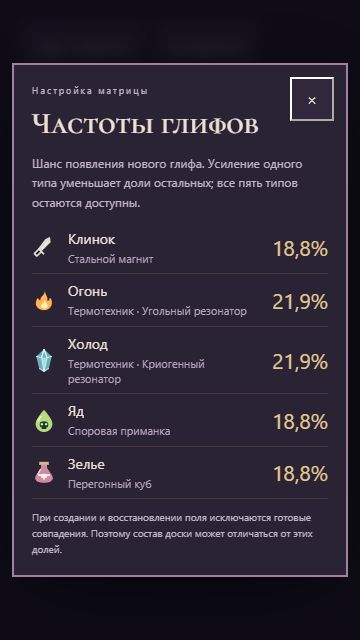 Настройка матрицы
×
Частоты глифов
Шанс появления нового глифа. Усиление одного
типа уменьшает доли остальных; все пять типов
остаются доступны.
Клинок
Стальной магнит
18,8%
Огонь
Термотехник · Угольный резонатор
21,9%
Холод
Термотехник · Криогенный
резонатор
21,9%
Яд
Споровая приманка
18,8%
Зелье
Перегонный куб
18,8%
При создании и восстановлении поля исключаются готовые
совпадения. Поэтому состав доски может отличаться от этих
долей.